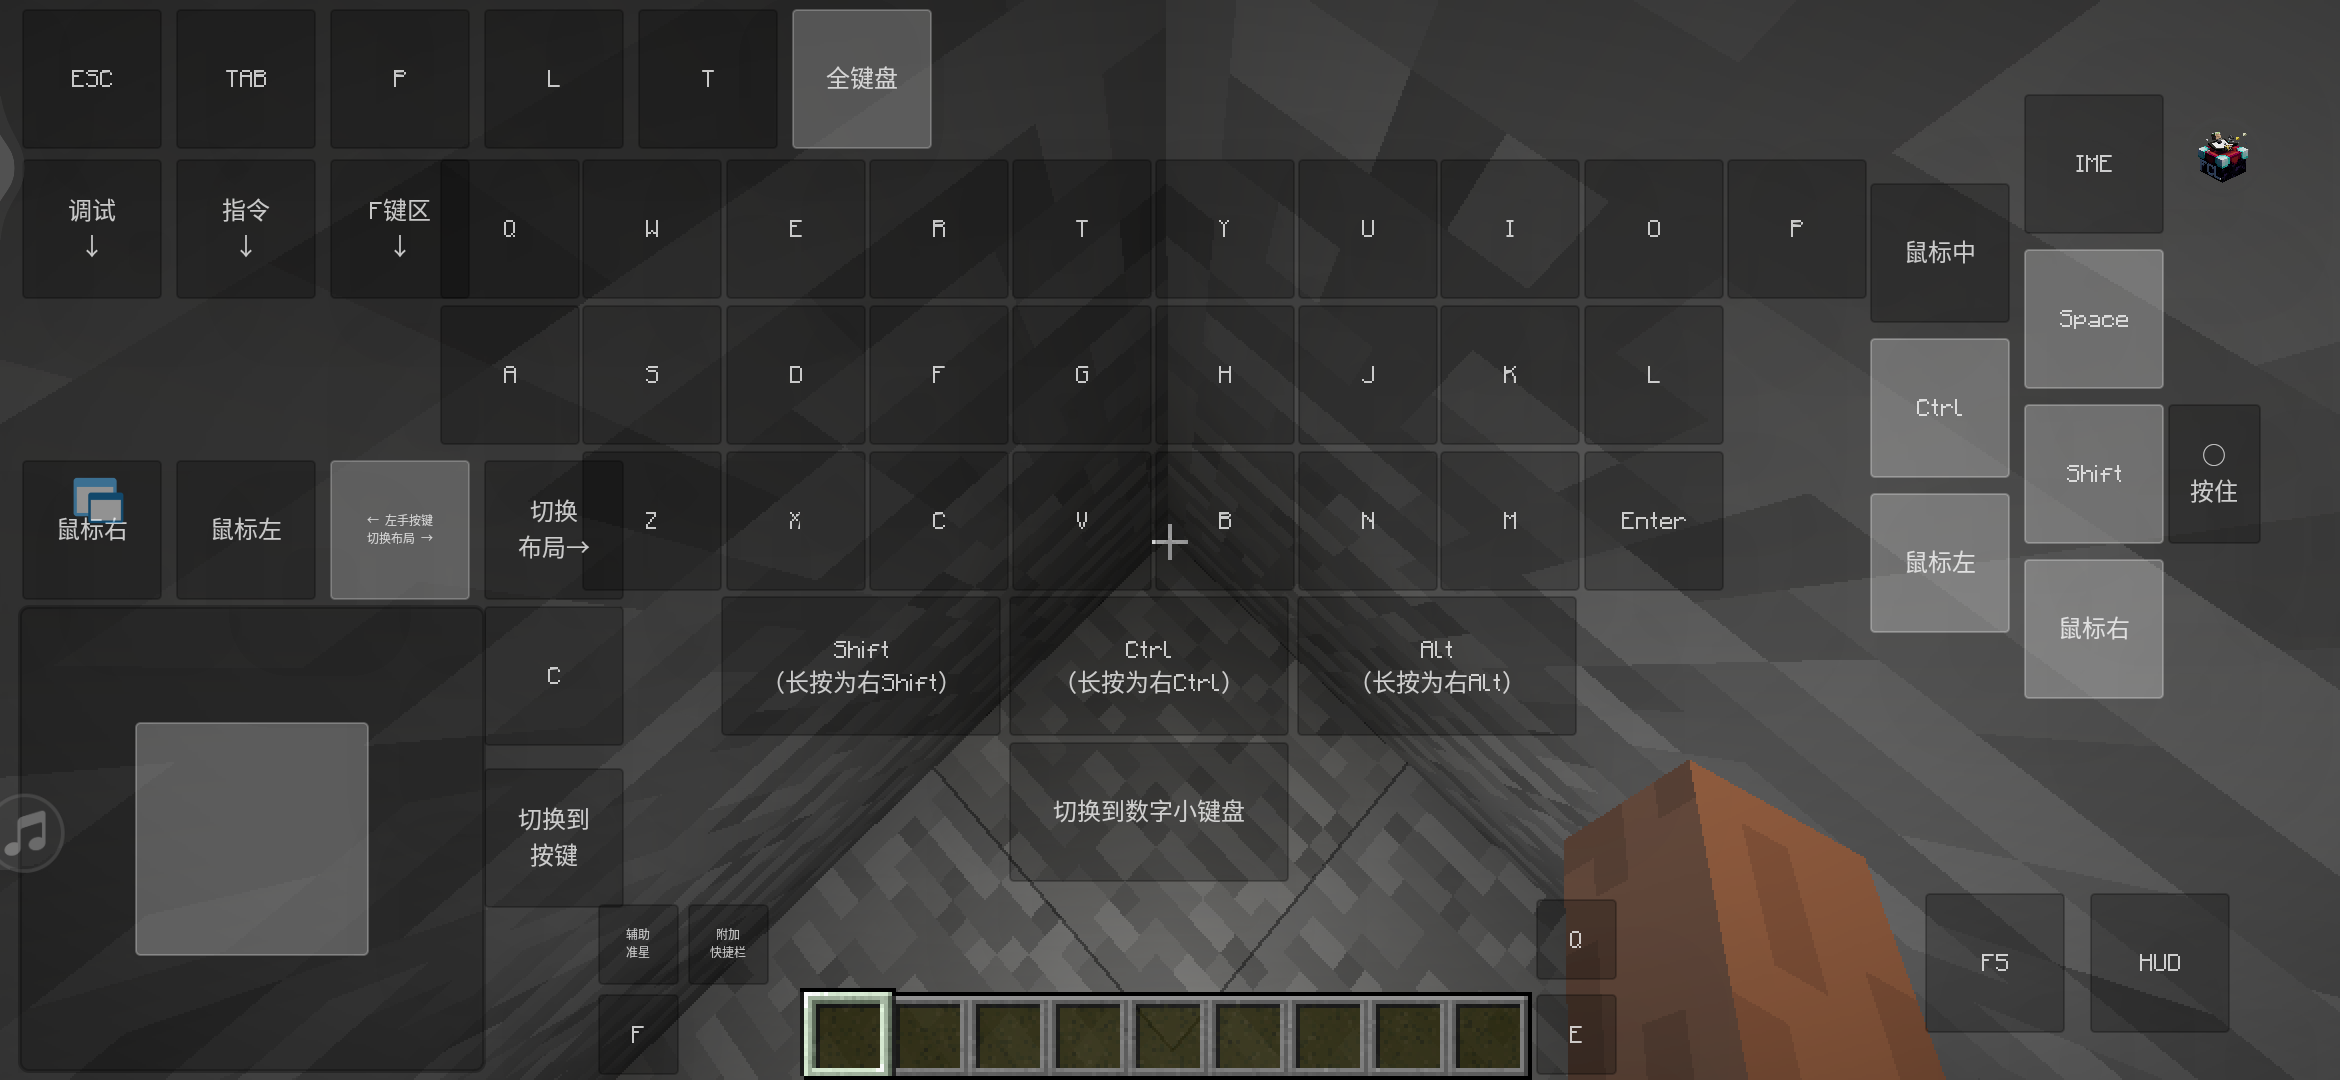 ESC
TAB
P
L
T
全键盘
IME
调试
↓
指令
↓
F键区
↓
Q
W
E
R
T
Y
U
I
O
P
鼠标中
Space
A
S
D
F
G
H
J
K
L
Ctrl
Shift
○
按住
鼠标右
鼠标左
← 左手按键
切换布局 →
切换
布局→
Z
X
C
V
B
N
M
Enter
鼠标左
鼠标右
C
Shift
(长按为右Shift)
Ctrl
(长按为右Ctrl)
Alt
(长按为右Alt)
切换到
按键
切换到数字小键盘
辅助
准星
附加
快捷栏
Q
F5
HUD
F
E